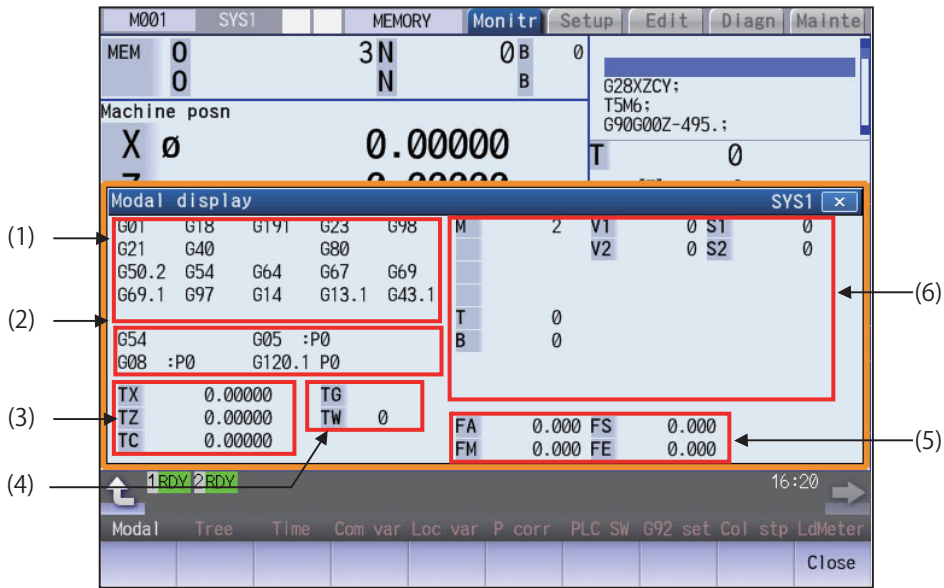 M001 SYS1 MEMORY Monitr Setup Edit Diagn Mainte
MEM O 3 N 0 B 0
O N B
G28XZCY;
T5M6;
G90G00Z-495.;
Machine posn
X ø 0.00000
T 0
Modal display SYS1 ×
(1)
G01 G18 G191 G23 G98
G21 G40 G80
G50.2 G54 G64 G67 G69
G69.1 G97 G14 G13.1 G43.1
(2)
G54 G05 :P0
G08 :P0 G120.1 P0
(3)
TX 0.00000
TZ 0.00000
TC 0.00000
TG
TW 0
M 2 V1 0 S1 0
V2 0 S2 0
T 0
B 0
(6)
FA 0.000 FS 0.000
FM 0.000 FE 0.000
(5)
(4)
1RDY 2RDY 16:20
Modal Tree Time Com var Loc var P corr PLC SW G92 set Col stp LdMeter
Close